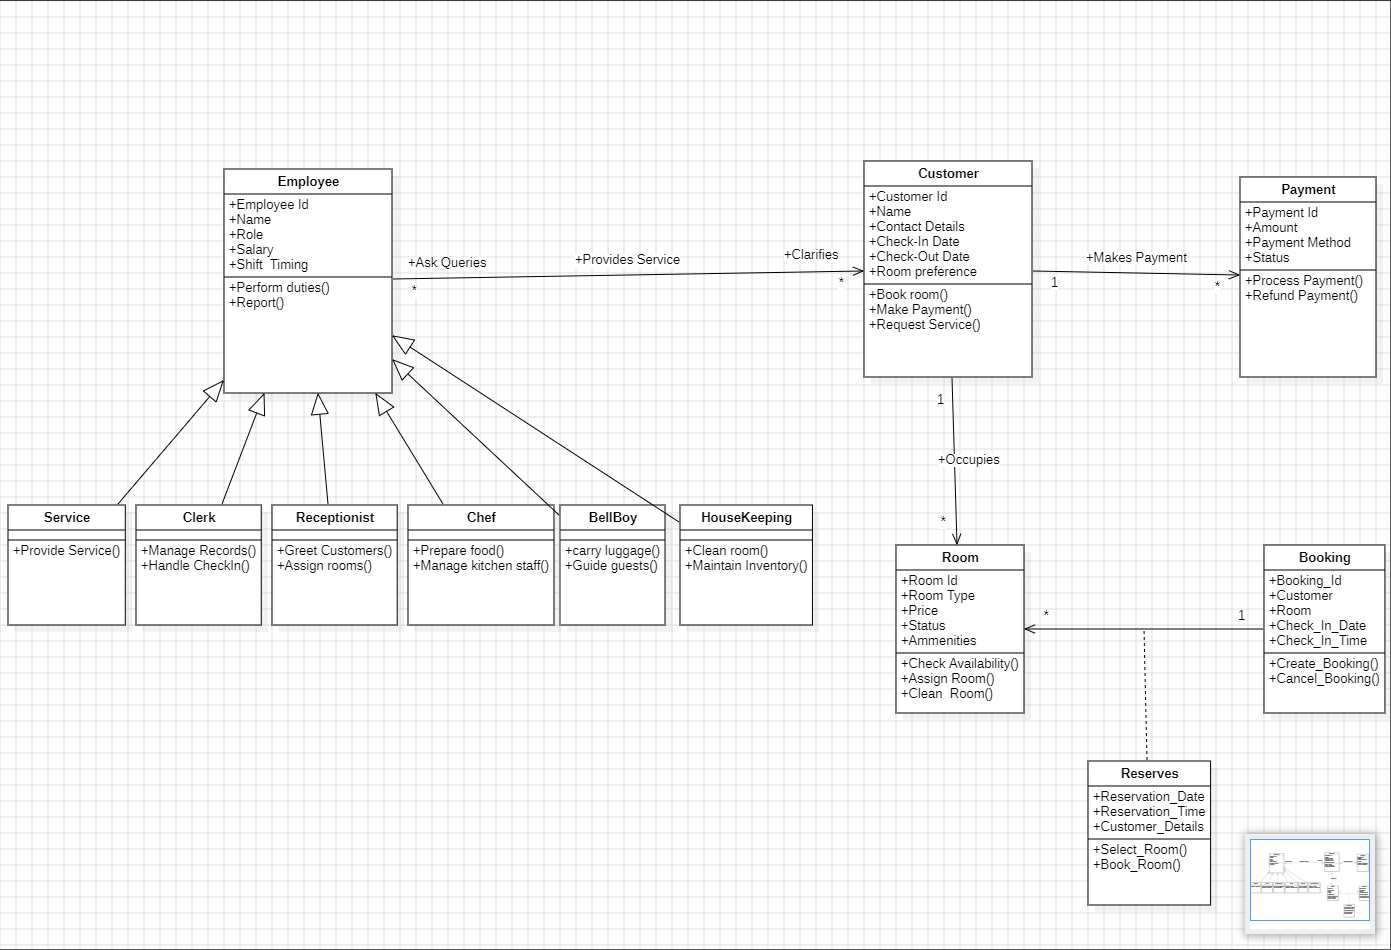 Employee
+Employee Id
+Name
+Role
+Salary
+Shift  Timing
+Perform duties()
+Report()
+Ask Queries
+Provides Service
+Clarifies
*
*
Customer
+Customer Id
+Name
+Contact Details
+Check-In Date
+Check-Out Date
+Room preference
+Book room()
+Make Payment()
+Request Service()
+Makes Payment
1
*
Payment
+Payment Id
+Amount
+Payment Method
+Status
+Process Payment()
+Refund Payment()
1
+Occupies
*
Service
+Provide Service()
Clerk
+Manage Records()
+Handle CheckIn()
Receptionist
+Greet Customers()
+Assign rooms()
Chef
+Prepare food()
+Manage kitchen staff()
BellBoy
+carry luggage()
+Guide guests()
HouseKeeping
+Clean room()
+Maintain Inventory()
Room
+Room Id
+Room Type
+Price
+Status
+Ammenities
+Check Availability()
+Assign Room()
+Clean  Room()
*
1
Booking
+Booking_Id
+Customer
+Room
+Check_In_Date
+Check_In_Time
+Create_Booking()
+Cancel_Booking()
Reserves
+Reservation_Date
+Reservation_Time
+Customer_Details
+Select_Room()
+Book_Room()